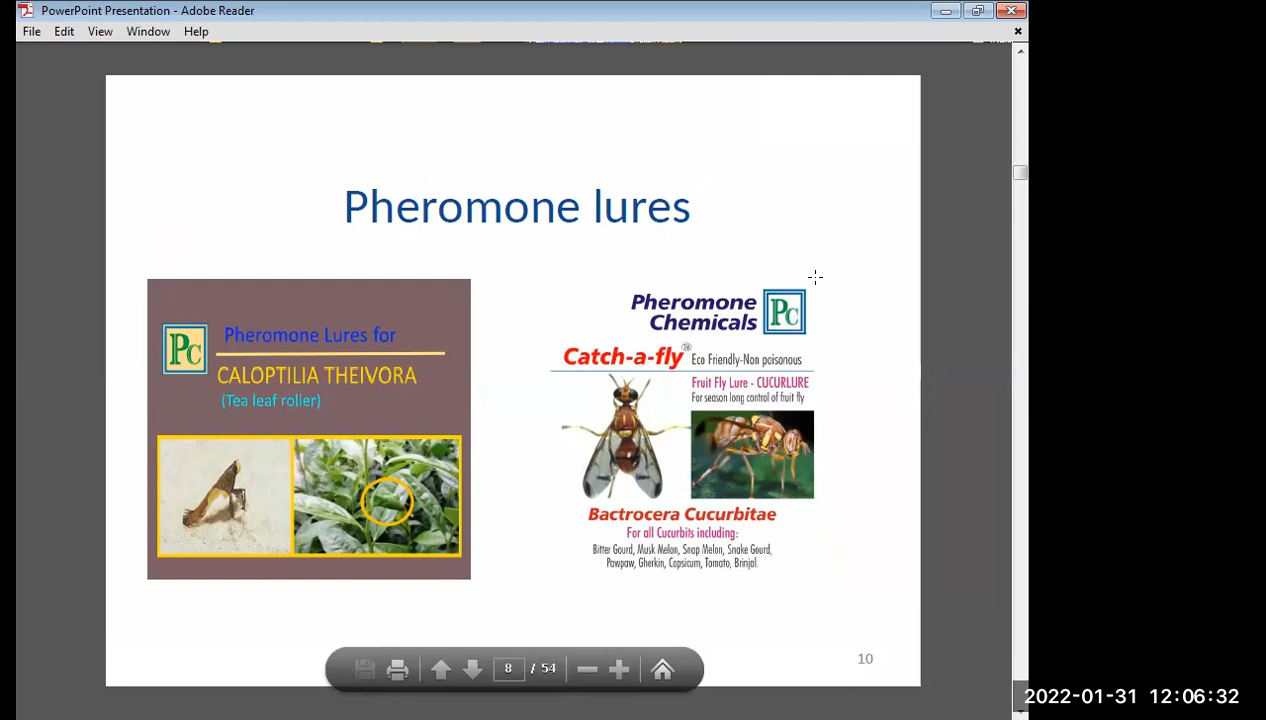 PowerPoint Presentation - Adobe Reader
File Edit View Window Help
Pheromone lures
PC
Pheromone Lures for
CALOPTILIA THEIVORA
(Tea leaf roller)
Pheromone
Chemicals
PC
Catch-a-fly TM Eco Friendly-Non poisonous
Fruit Fly Lure - CUCURLURE
For season long control of fruit fly
Bactrocera Cucurbitae
For all Cucurbits including:
Bitter Gourd, Musk Melon, Snap Melon, Snake Gourd,
Pawpaw, Gherkin, Capsicum, Tomato, Brinjal.
10
8 / 54
2022-01-31 12:06:32